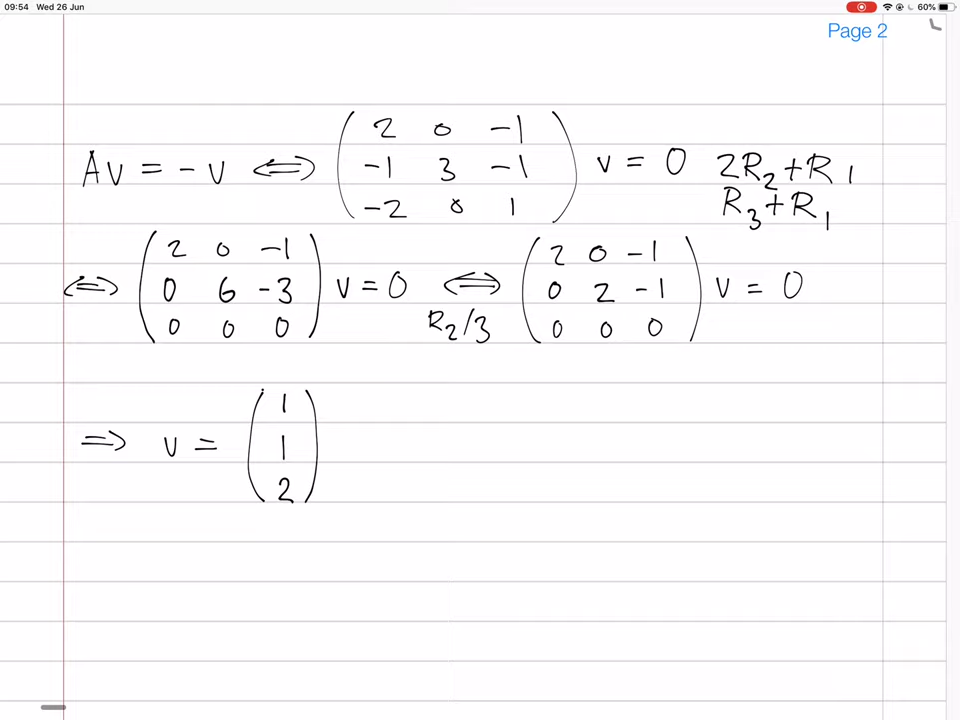 09:54 Wed 26 Jun 60%
Page 2
Av = -v ⟺ ( 2 0 -1 ; -1 3 -1 ; -2 0 1 ) v = 0 2R₂+R₁
R₃+R₁
⟺ ( 2 0 -1 ; 0 6 -3 ; 0 0 0 ) v = 0 ⟺ R₂/3 ( 2 0 -1 ; 0 2 -1 ; 0 0 0 ) v = 0
⟹ v = ( 1 ; 1 ; 2 )